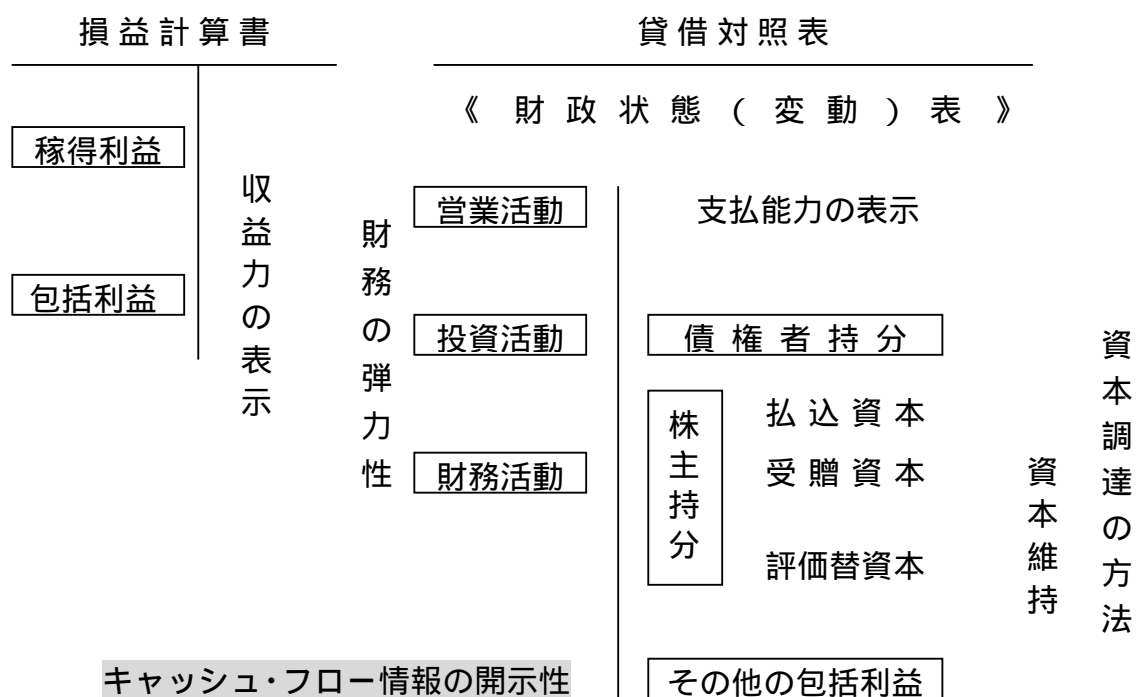 損益計算書
貸借対照表
《財政状態(変動)表》
稼得利益
包括利益
収益力の表示
財務の弾力性
営業活動
投資活動
財務活動
支払能力の表示
債権者持分
株主持分
払込資本
受贈資本
評価替資本
資本維持
資本調達の方法
キャッシュ・フロー情報の開示性
その他の包括利益